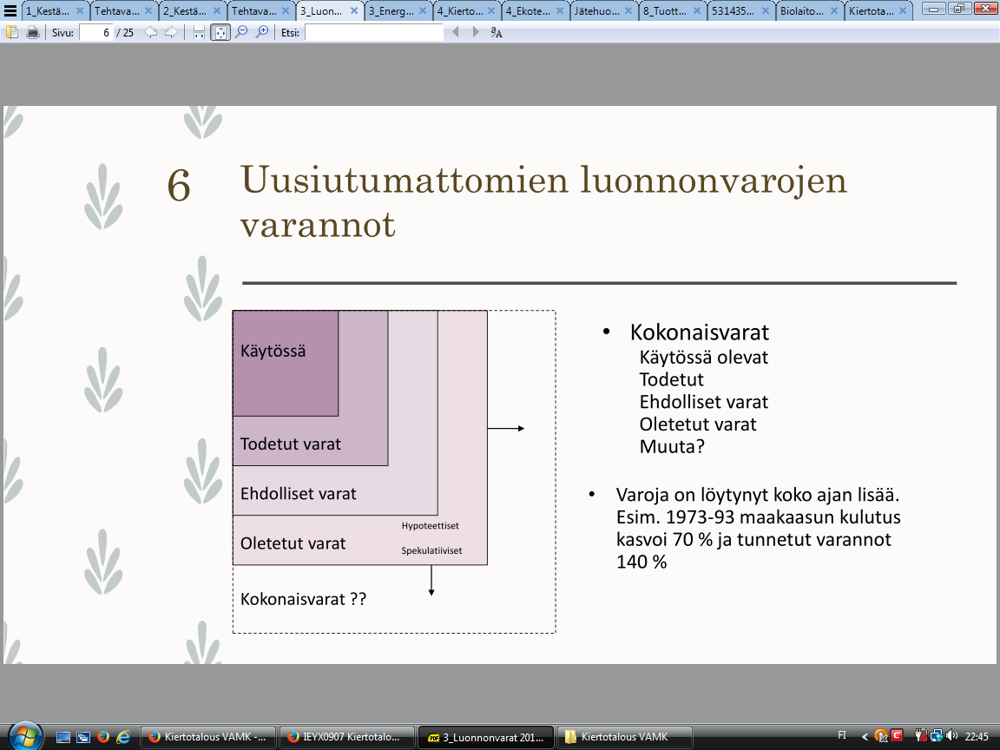 1_Kestä...
Tehtava...
2_Kestä...
Tehtava...
3_Luon...
3_Energ...
4_Kierto...
4_Ekote...
Jätehuo...
8_Tuott...
531435...
Biolaito...
Kiertota...
Sivu: 6 / 25 Etsi:
6
Uusiutumattomien luonnonvarojen
varannot
Käytössä
Todetut varat
Ehdolliset varat
Hypoteettiset
Oletetut varat
Spekulatiiviset
Kokonaisvarat ??
• Kokonaisvarat
Käytössä olevat
Todetut
Ehdolliset varat
Oletetut varat
Muuta?
• Varoja on löytynyt koko ajan lisää.
Esim. 1973-93 maakaasun kulutus
kasvoi 70 % ja tunnetut varannot
140 %
Kiertotalous VAMK -...
IEYX0907 Kiertotalo...
3_Luonnonvarat 201...
Kiertotalous VAMK
FI
22:45